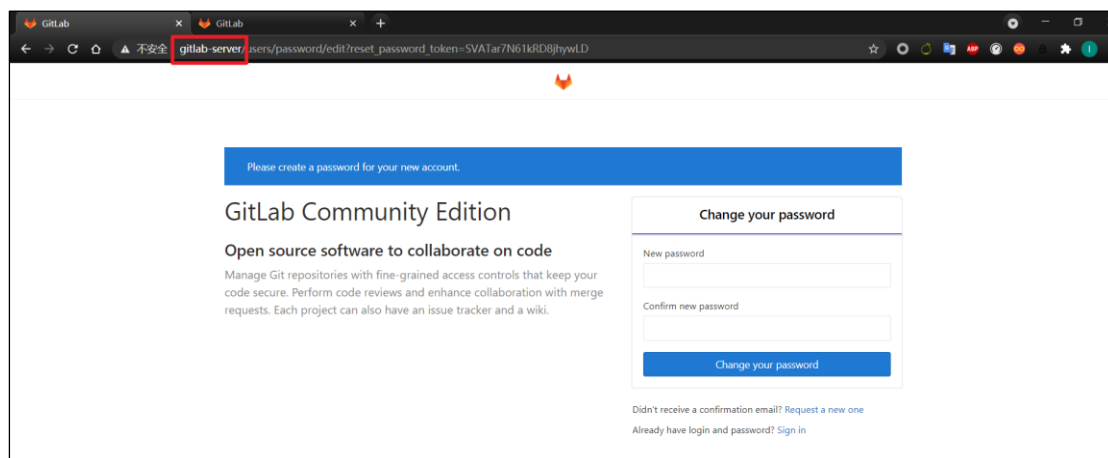 GitLab
GitLab
不安全 gitlab-server/users/password/edit?reset_password_token=SVATar7N61kRD8jhywLD
ABP
I
Please create a password for your new account.
GitLab Community Edition
Open source software to collaborate on code
Manage Git repositories with fine-grained access controls that keep your
code secure. Perform code reviews and enhance collaboration with merge
requests. Each project can also have an issue tracker and a wiki.
Change your password
New password
Confirm new password
Change your password
Didn't receive a confirmation email? Request a new one
Already have login and password? Sign in